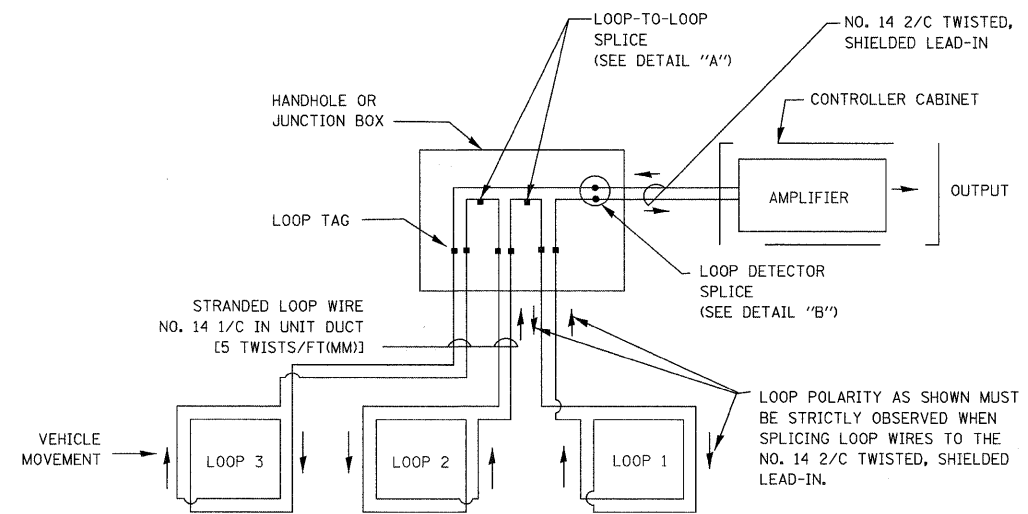 LOOP-TO-LOOP
SPLICE
(SEE DETAIL "A")
NO. 14 2/C TWISTED,
SHIELDED LEAD-IN
HANDHOLE OR
JUNCTION BOX
CONTROLLER CABINET
AMPLIFIER
OUTPUT
LOOP TAG
LOOP DETECTOR
SPLICE
(SEE DETAIL "B")
STRANDED LOOP WIRE
NO. 14 1/C IN UNIT DUCT
[5 TWISTS/FT(MM)]
LOOP POLARITY AS SHOWN MUST
BE STRICTLY OBSERVED WHEN
SPLICING LOOP WIRES TO THE
NO. 14 2/C TWISTED, SHIELDED
LEAD-IN.
VEHICLE
MOVEMENT
LOOP 3
LOOP 2
LOOP 1